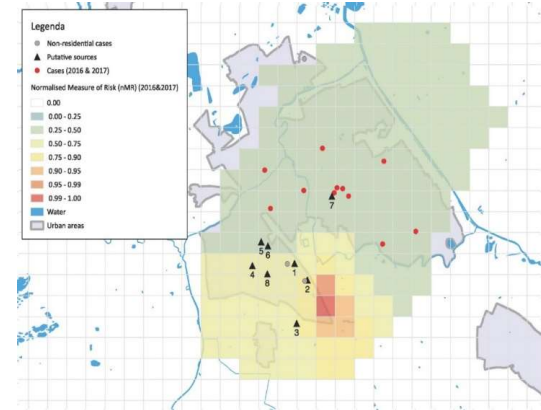 Legenda
Non-residential cases
Putative sources
Cases (2016 & 2017)
Normalised Measure of Risk (nMR) (2016&2017)
0.00
0.00 - 0.25
0.25 - 0.50
0.50 - 0.75
0.75 - 0.90
0.90 - 0.95
0.95 - 0.99
0.99 - 1.00
Water
Urban areas
7
5
6
4
8
1
2
3